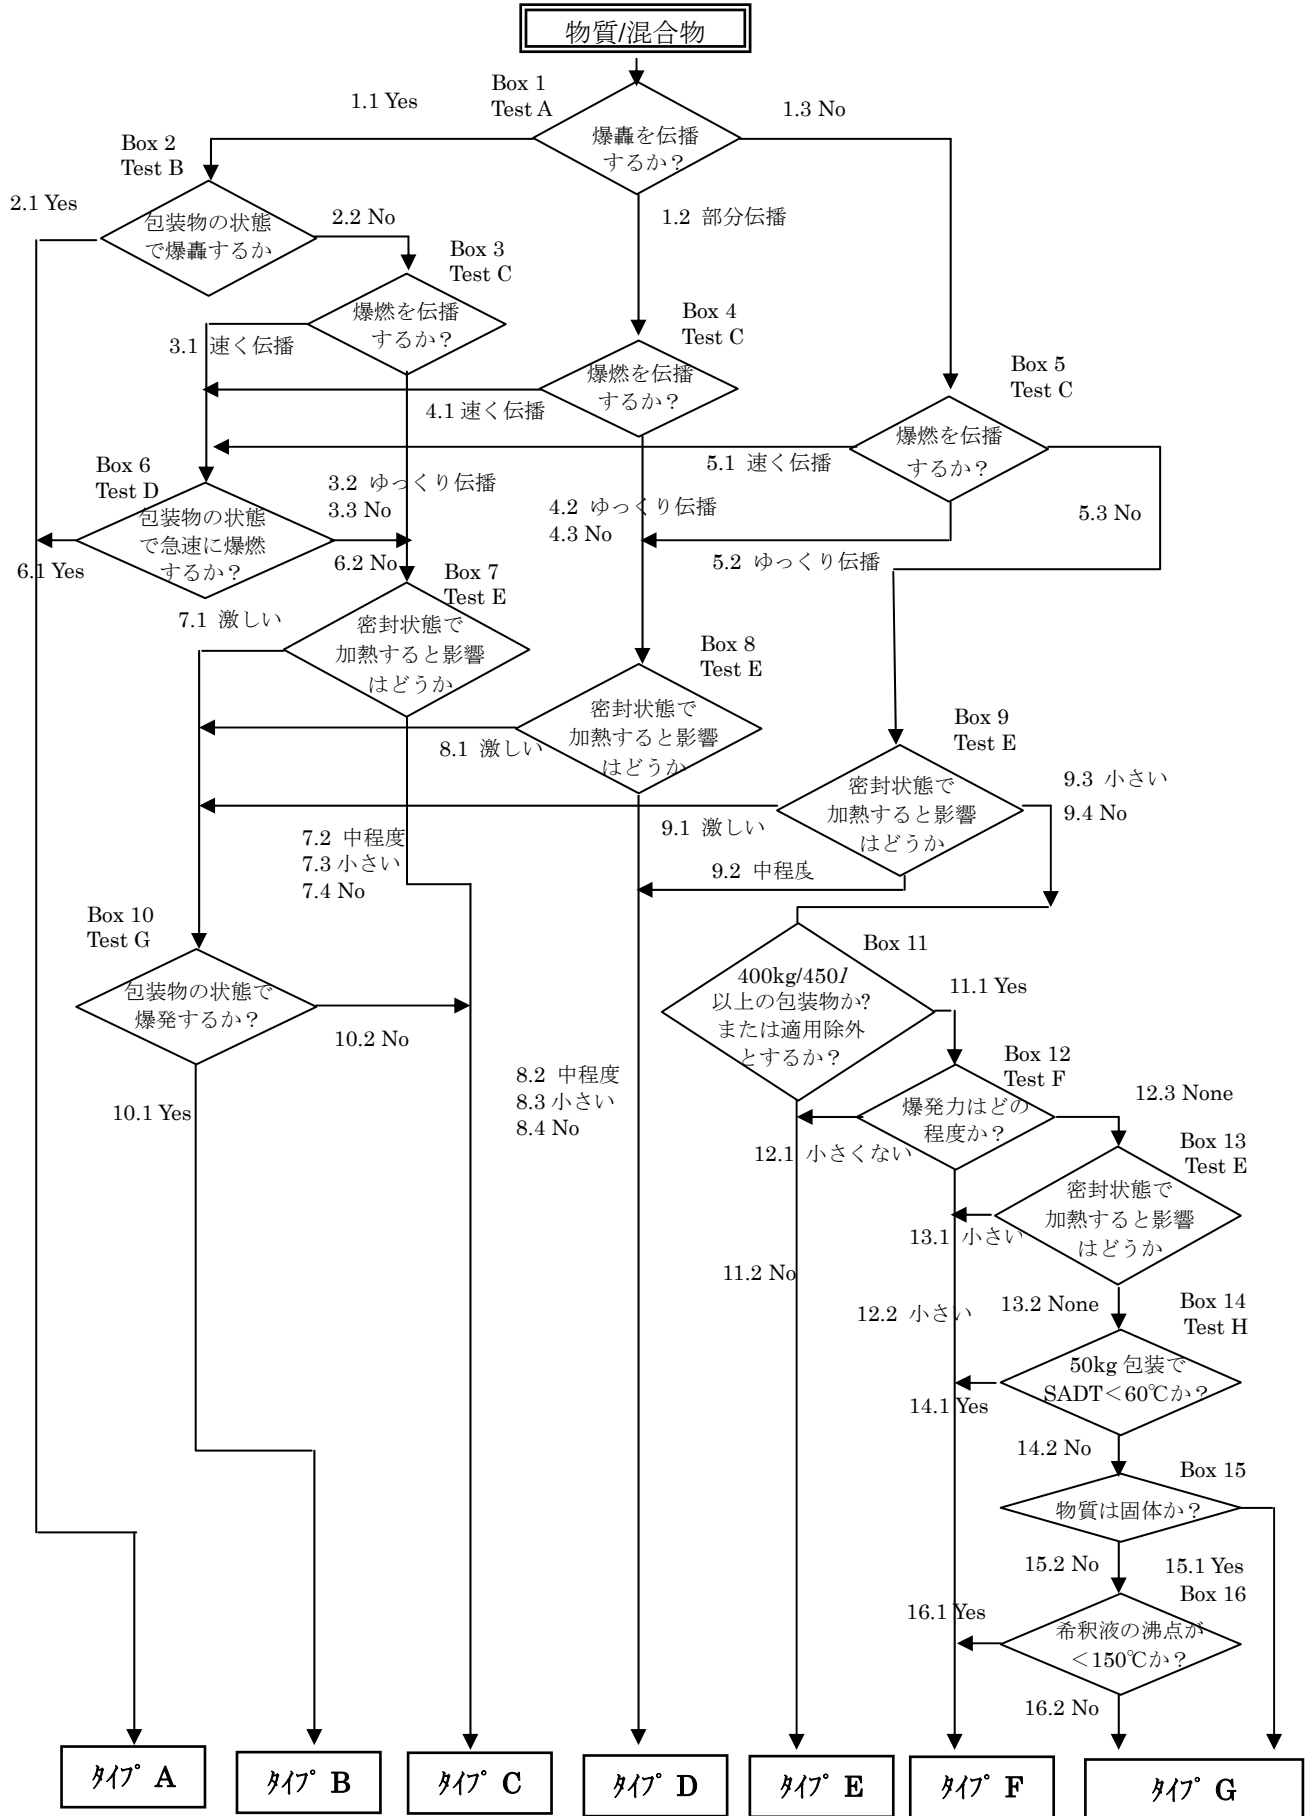 物質/混合物
Box 1
Test A
1.1 Yes
1.3 No
爆轟を伝播
するか？
Box 2
Test B
2.1 Yes
包装物の状態
で爆轟するか
2.2 No
1.2 部分伝播
Box 3
Test C
爆燃を伝播
するか？
3.1 速く伝播
Box 4
Test C
爆燃を伝播
するか？
4.1 速く伝播
Box 5
Test C
爆燃を伝播
するか？
5.1 速く伝播
Box 6
Test D
包装物の状態
で急速に爆燃
するか？
3.2 ゆっくり伝播
3.3 No
4.2 ゆっくり伝播
4.3 No
5.3 No
5.2 ゆっくり伝播
6.1 Yes
6.2 No
Box 7
Test E
7.1 激しい
密封状態で
加熱すると影響
はどうか
Box 8
Test E
密封状態で
加熱すると影響
はどうか
8.1 激しい
Box 9
Test E
密封状態で
加熱すると影響
はどうか
9.3 小さい
9.4 No
9.1 激しい
7.2 中程度
7.3 小さい
7.4 No
9.2 中程度
Box 10
Test G
包装物の状態で
爆発するか？
10.2 No
10.1 Yes
Box 11
400kg/450l
以上の包装物か?
または適用除外
とするか？
11.1 Yes
8.2 中程度
8.3 小さい
8.4 No
Box 12
Test F
爆発力はどの
程度か？
12.3 None
12.1 小さくない
Box 13
Test E
密封状態で
加熱すると影響
はどうか
13.1 小さい
11.2 No
12.2 小さい
13.2 None
Box 14
Test H
50kg 包装で
SADT＜60℃か？
14.1 Yes
14.2 No
Box 15
物質は固体か？
15.2 No
15.1 Yes
Box 16
16.1 Yes
希釈液の沸点が
＜150℃か？
16.2 No
ﾀｲﾌﾟ A
ﾀｲﾌﾟ B
ﾀｲﾌﾟ C
ﾀｲﾌﾟ D
ﾀｲﾌﾟ E
ﾀｲﾌﾟ F
ﾀｲﾌﾟ G